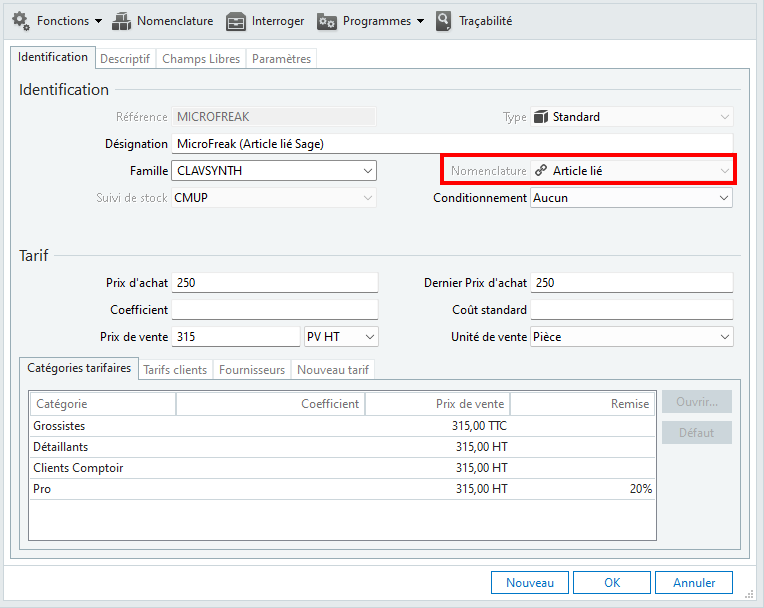 Fonctions Nomenclature Interroger Programmes Traçabilité
Identification Descriptif Champs Libres Paramètres
Identification
Référence MICROFREAK Type Standard
Désignation MicroFreak (Article lié Sage)
Famille CLAVSYNTH Nomenclature Article lié
Suivi de stock CMUP Conditionnement Aucun
Tarif
Prix d'achat 250 Dernier Prix d'achat 250
Coefficient Coût standard
Prix de vente 315 PV HT Unité de vente Pièce
Catégories tarifaires Tarifs clients Fournisseurs Nouveau tarif
Catégorie Coefficient Prix de vente Remise Ouvrir...
Grossistes 315,00 TTC
Détaillants 315,00 HT Défaut
Clients Comptoir 315,00 HT
Pro 315,00 HT 20%
Nouveau OK Annuler